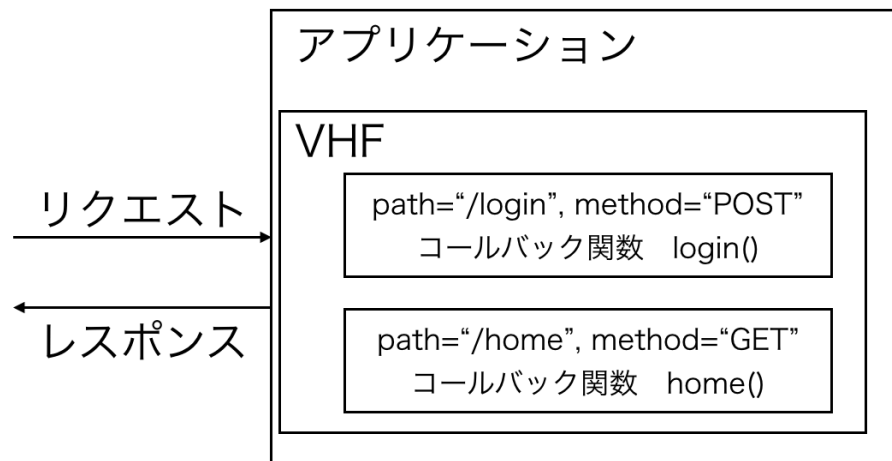 アプリケーション
VHF
リクエスト
path=“/login”, method=“POST”
コールバック関数　login()
レスポンス
path=“/home”, method=“GET”
コールバック関数　home()